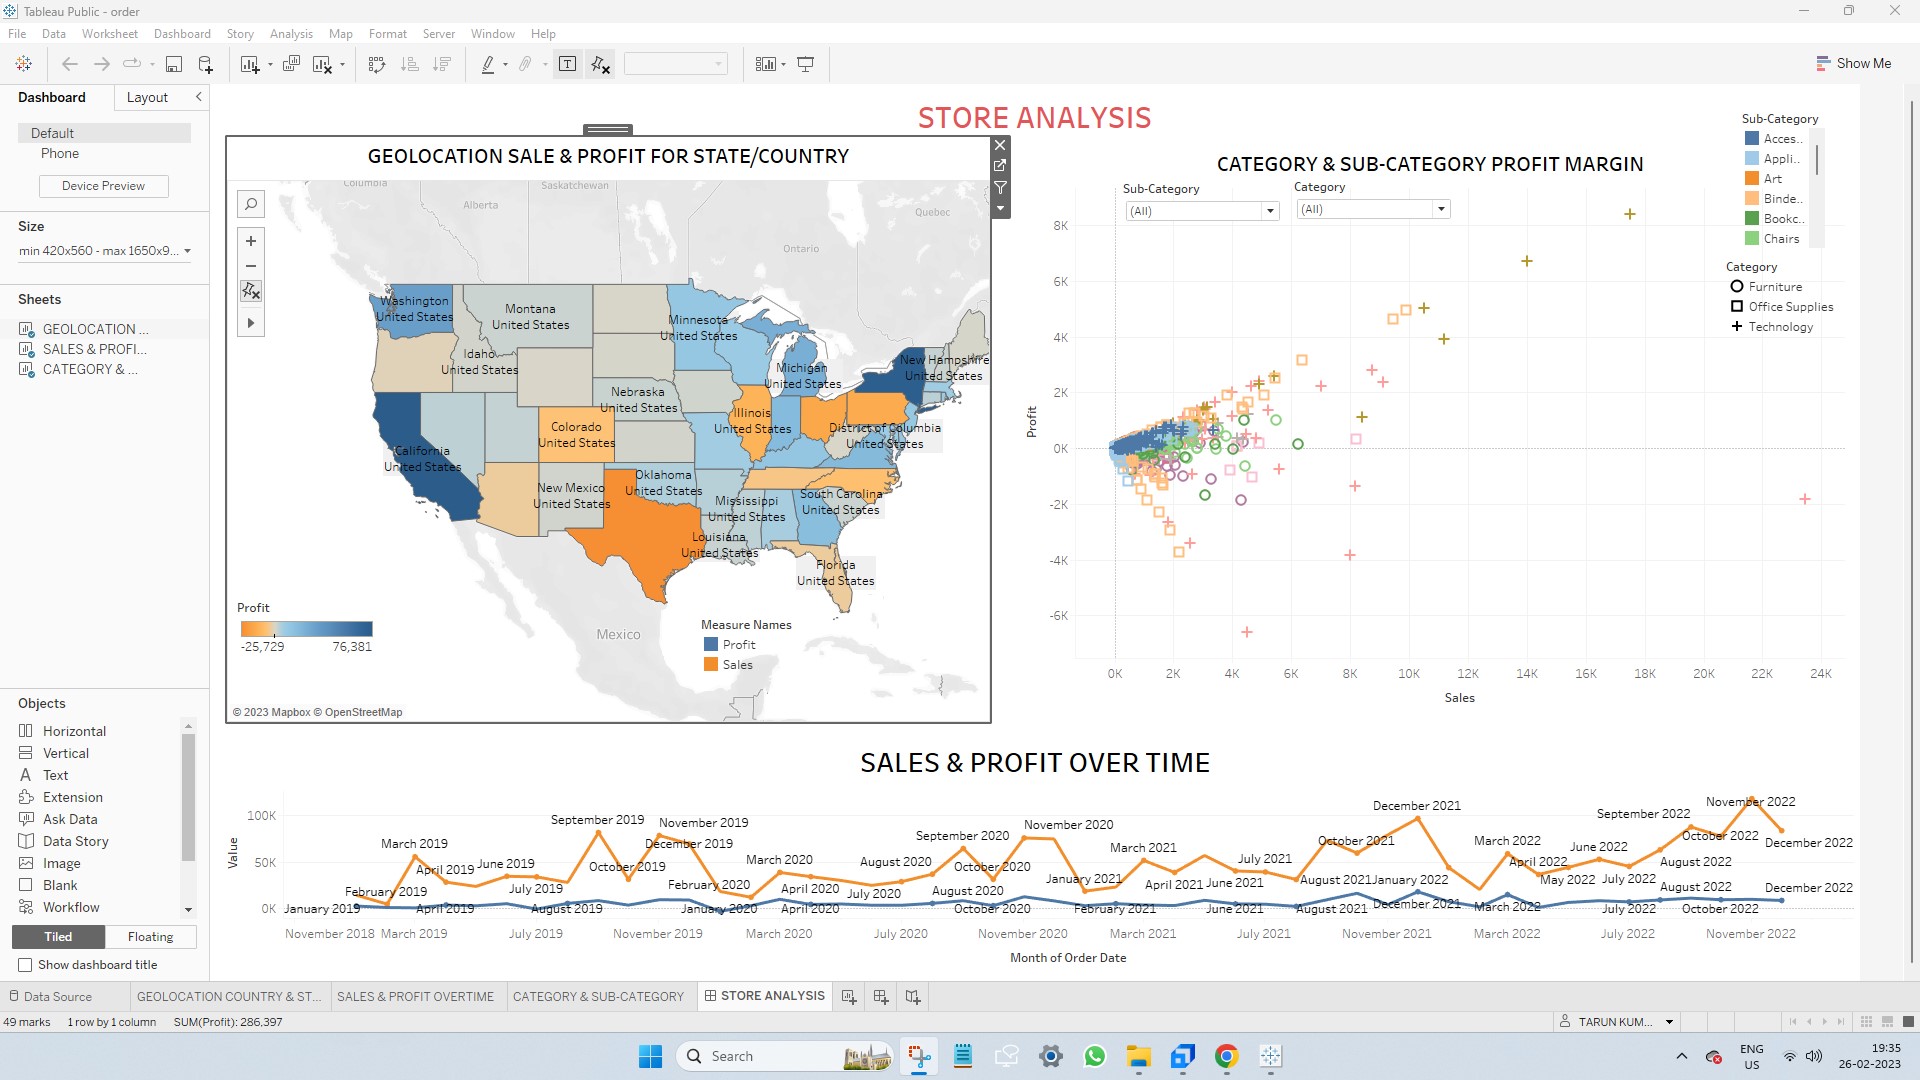 Tableau Public - order
File Data Worksheet Dashboard Story Analysis Map Format Server Window Help
Show Me
Dashboard Layout
Default
Phone
Device Preview
Size
min 420x560 - max 1650x9...
Sheets
GEOLOCATION ...
SALES & PROFI...
CATEGORY & ...
Objects
Horizontal
Vertical
Text
Extension
Ask Data
Data Story
Image
Blank
Workflow
Tiled Floating
Show dashboard title
STORE ANALYSIS
GEOLOCATION SALE & PROFIT FOR STATE/COUNTRY
Columbia
Saskatchewan
Alberta
Quebec
Ontario
Washington
United States
Montana
United States
Minnesota
United States
Idaho
United States
Michigan
United States
New Hampshire
United States
Nebraska
United States
Illinois
United States
Colorado
United States
District of Columbia
United States
California
United States
Oklahoma
United States
New Mexico
United States
South Carolina
United States
Mississippi
United States
Louisiana
United States
Florida
United States
Mexico
Profit
-25,729 76,381
Measure Names
Profit
Sales
© 2023 Mapbox © OpenStreetMap
CATEGORY & SUB-CATEGORY PROFIT MARGIN
Sub-Category
(All)
Category
(All)
Profit
8K
6K
4K
2K
0K
-2K
-4K
-6K
0K 2K 4K 6K 8K 10K 12K 14K 16K 18K 20K 22K 24K
Sales
Sub-Category
Acces..
Appli..
Art
Binde..
Bookc..
Chairs
Category
Furniture
Office Supplies
Technology
SALES & PROFIT OVER TIME
Value
100K
50K
0K
February 2019
March 2019
April 2019
June 2019
July 2019
September 2019
October 2019
November 2019
December 2019
February 2020
March 2020
April 2020
July 2020
August 2020
September 2020
October 2020
November 2020
January 2021
March 2021
April 2021
June 2021
July 2021
August 2021
October 2021
December 2021
January 2022
March 2022
April 2022
May 2022
June 2022
July 2022
August 2022
September 2022
October 2022
November 2022
December 2022
January 2019
April 2019
August 2019
January 2020
April 2020
August 2020
October 2020
February 2021
June 2021
August 2021
December 2021
March 2022
July 2022
August 2022
October 2022
December 2022
November 2018 March 2019 July 2019 November 2019 March 2020 July 2020 November 2020 March 2021 July 2021 November 2021 March 2022 July 2022 November 2022
Month of Order Date
Data Source GEOLOCATION COUNTRY & ST... SALES & PROFIT OVERTIME CATEGORY & SUB-CATEGORY STORE ANALYSIS
49 marks 1 row by 1 column SUM(Profit): 286,397 TARUN KUM...
Search
ENG
US
19:35
26-02-2023